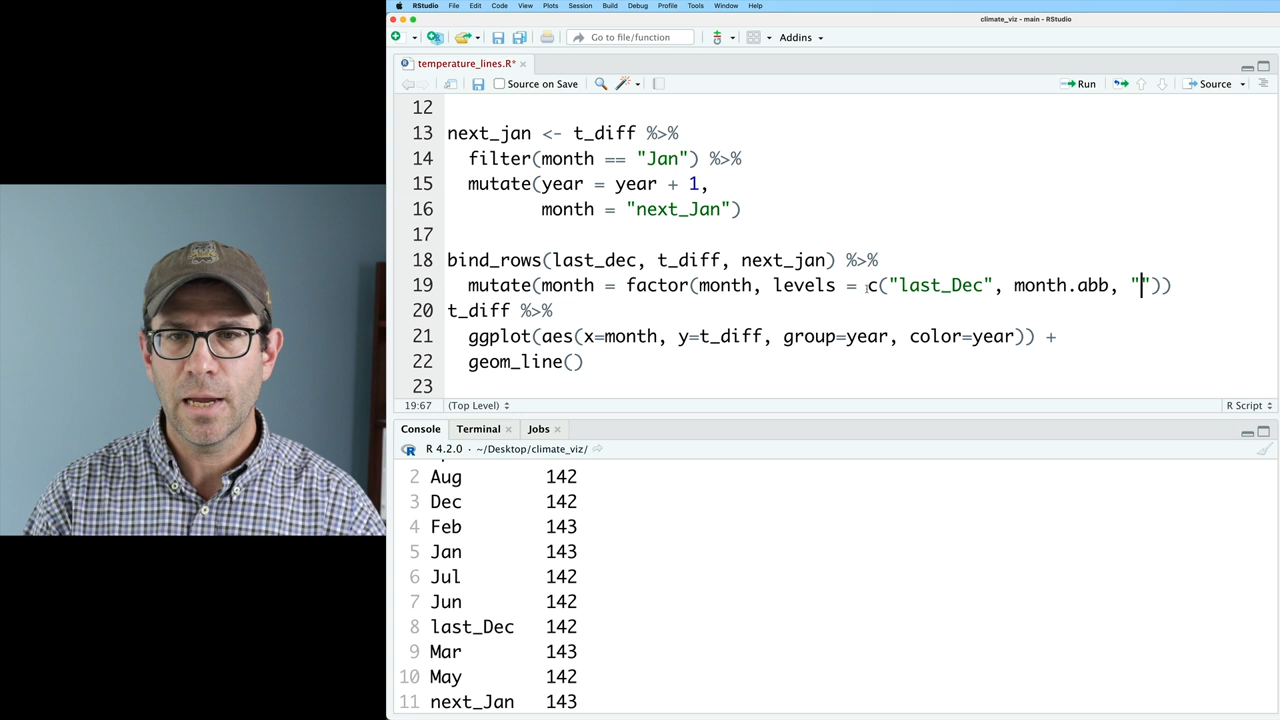 RStudio File Edit Code View Plots Session Build Debug Profile Tools Window Help
climate_viz - main - RStudio
Go to file/function Addins
temperature_lines.R*
Source on Save Run Source
12
13 next_jan <- t_diff %>%
14 filter(month == "Jan") %>%
15 mutate(year = year + 1,
16 month = "next_Jan")
17
18 bind_rows(last_dec, t_diff, next_jan) %>%
19 mutate(month = factor(month, levels = c("last_Dec", month.abb, ""))
20 t_diff %>%
21 ggplot(aes(x=month, y=t_diff, group=year, color=year)) +
22 geom_line()
23
19:67 (Top Level) R Script
Console Terminal Jobs
R 4.2.0 · ~/Desktop/climate_viz/
2 Aug 142
3 Dec 142
4 Feb 143
5 Jan 143
6 Jul 142
7 Jun 142
8 last_Dec 142
9 Mar 143
10 May 142
11 next_Jan 143